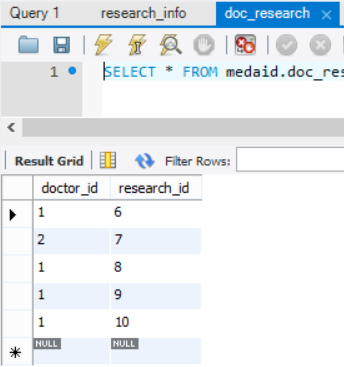 Query 1 research_info doc_research
1 SELECT * FROM medaid.doc_res
Result Grid Filter Rows:
doctor_id research_id
1 6
2 7
1 8
1 9
1 10
NULL NULL